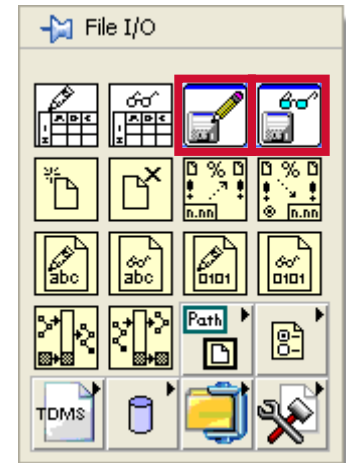 File I/O
A B C
A B C
% 
n.nn
%
n.nn
abc
abc
0101
0101
Path
TDMS